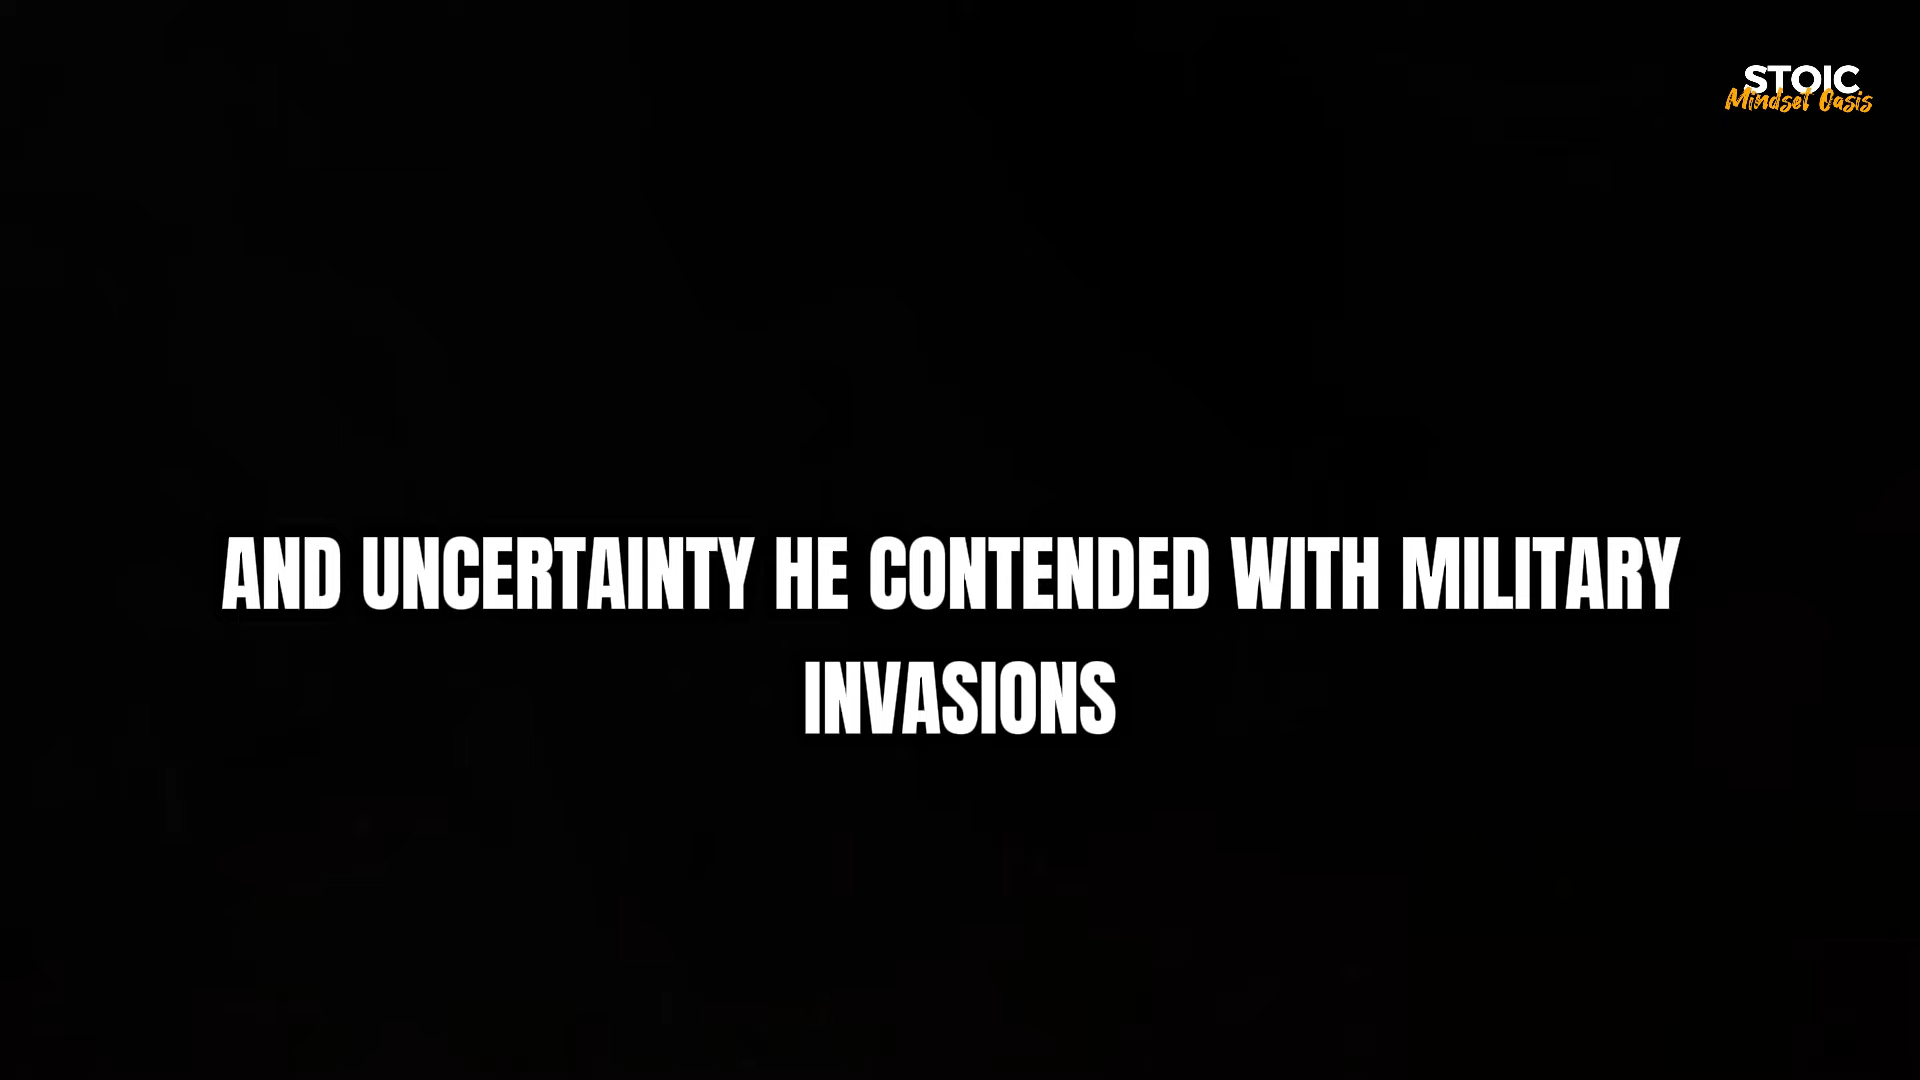 STOIC
Mindset Oasis
AND UNCERTAINTY HE CONTENDED WITH MILITARY
INVASIONS